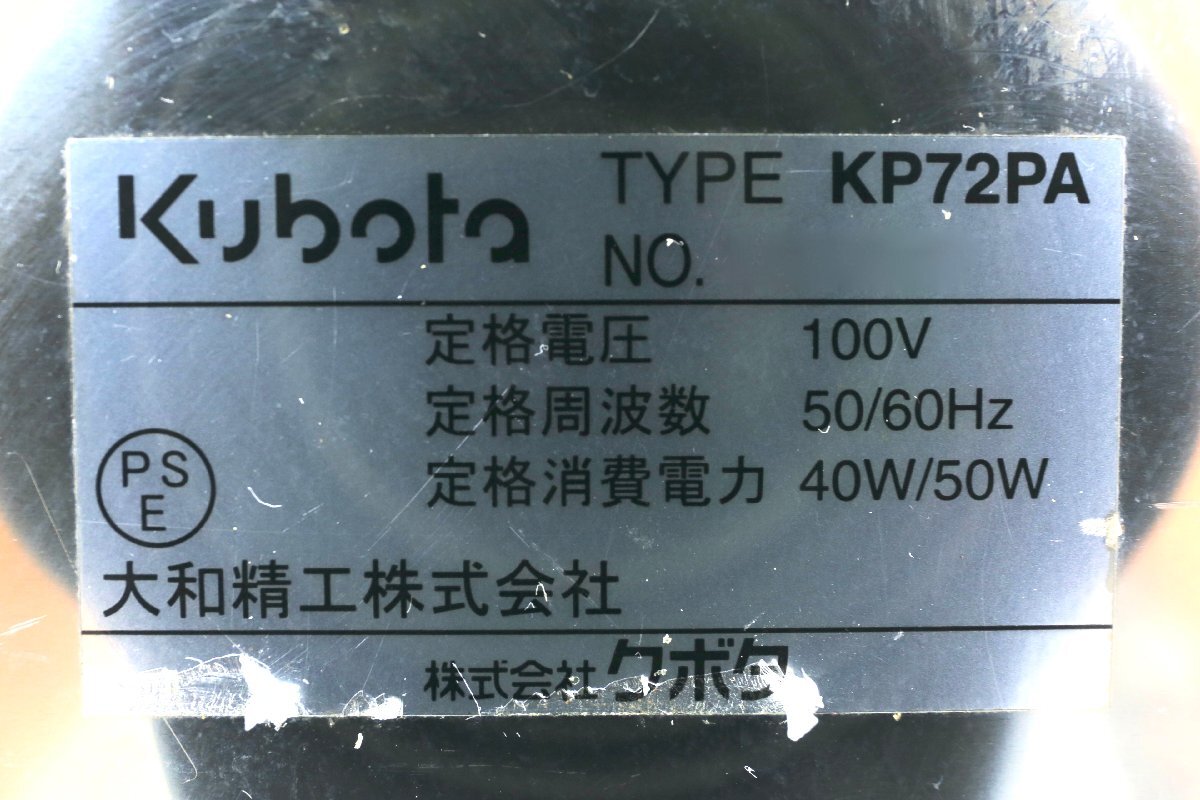 Kubota TYPE KP72PA
NO.
定格電圧 100V
定格周波数 50/60Hz
定格消費電力 40W/50W
PS
E
大和精工株式会社
株式会社クボタ